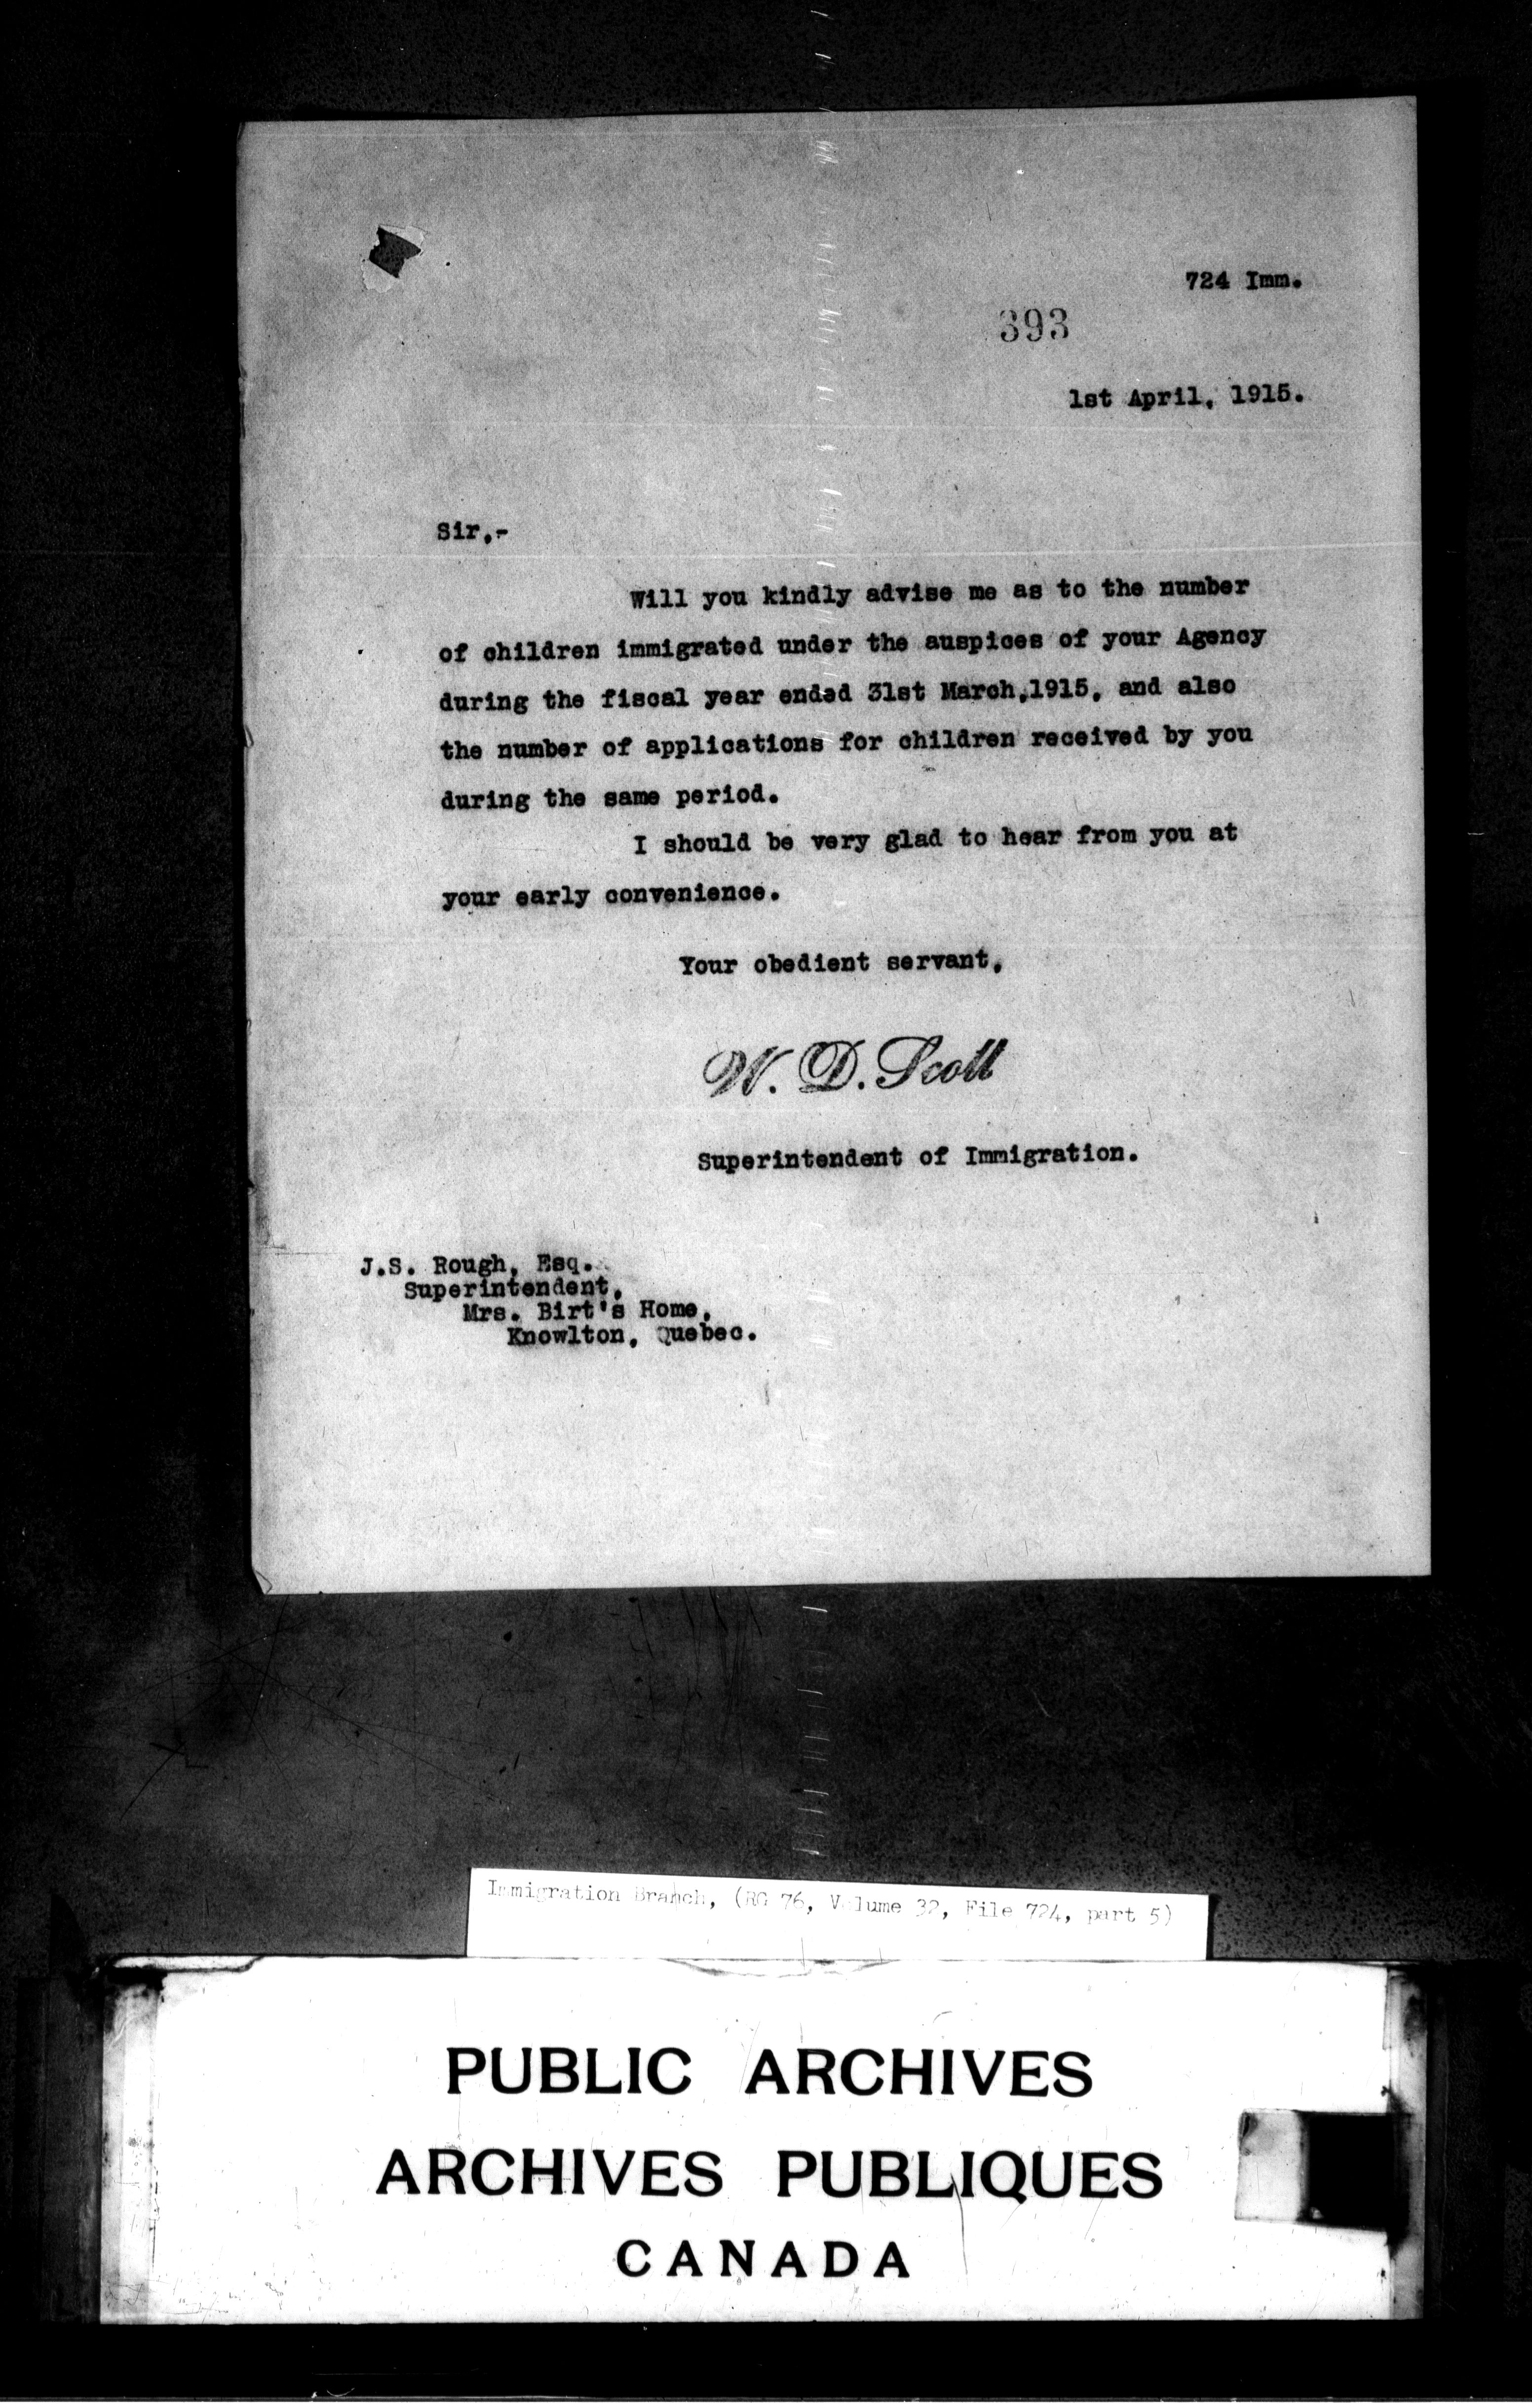 724 Imm.
393
1st April, 1915.
Sir,-
Will you kindly advise me as to the number
of children immigrated under the auspices of your Agency
during the fiscal year ended 31st March,1915, and also
the number of applications for children received by you
during the same period.
I should be very glad to hear from you at
your early convenience.
Your obedient servant,
W. D. Scott
Superintendent of Immigration.
J.S. Rough, Esq.
Superintendent,
Mrs. Birt's Home,
Knowlton, Quebec.
Immigration Branch, (RG 76, Volume 32, File 724, part 5)
PUBLIC ARCHIVES
ARCHIVES PUBLIQUES
CANADA